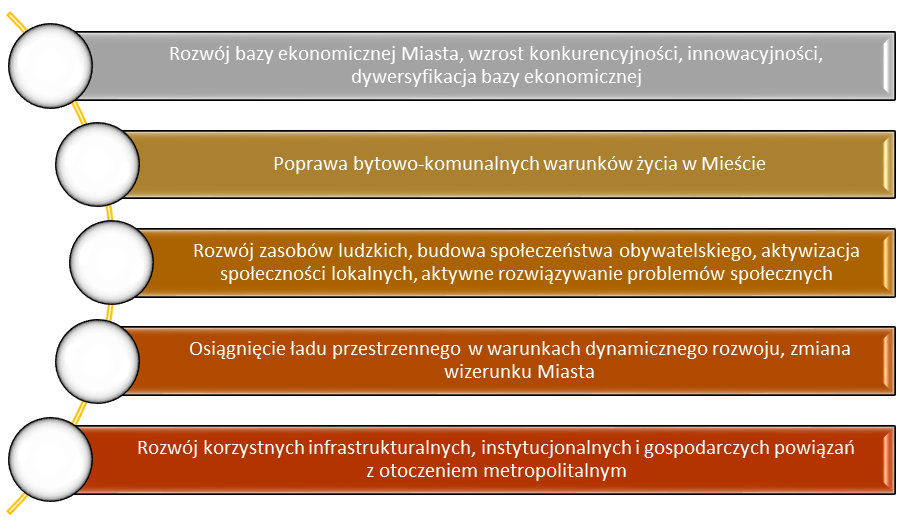 Rozwój bazy ekonomicznej Miasta, wzrost konkurencyjności, innowacyjności,
dywersyfikacja bazy ekonomicznej
Poprawa bytowo-komunalnych warunków życia w Mieście
Rozwój zasobów ludzkich, budowa społeczeństwa obywatelskiego, aktywizacja
społeczności lokalnych, aktywne rozwiązywanie problemów społecznych
Osiągnięcie ładu przestrzennego w warunkach dynamicznego rozwoju, zmiana
wizerunku Miasta
Rozwój korzystnych infrastrukturalnych, instytucjonalnych i gospodarczych powiązań
z otoczeniem metropolitalnym